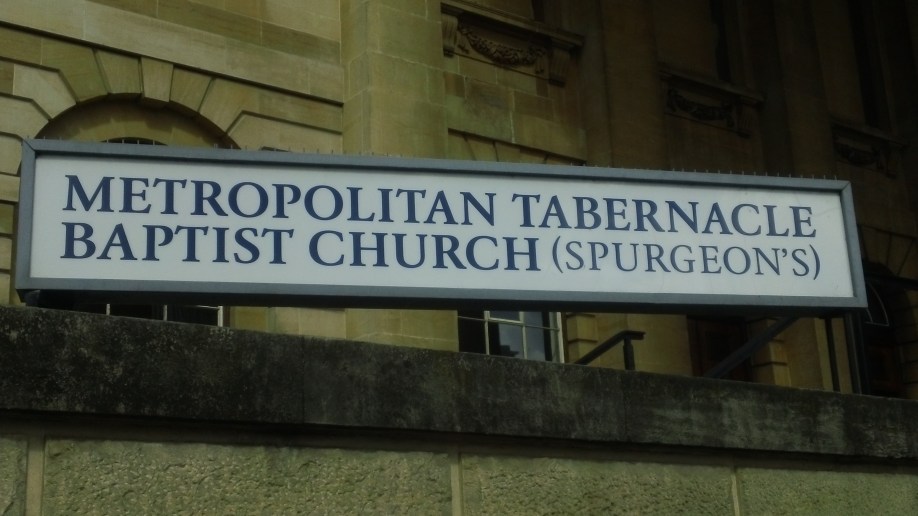 METROPOLITAN TABERNACLE
BAPTIST CHURCH (SPURGEON'S)